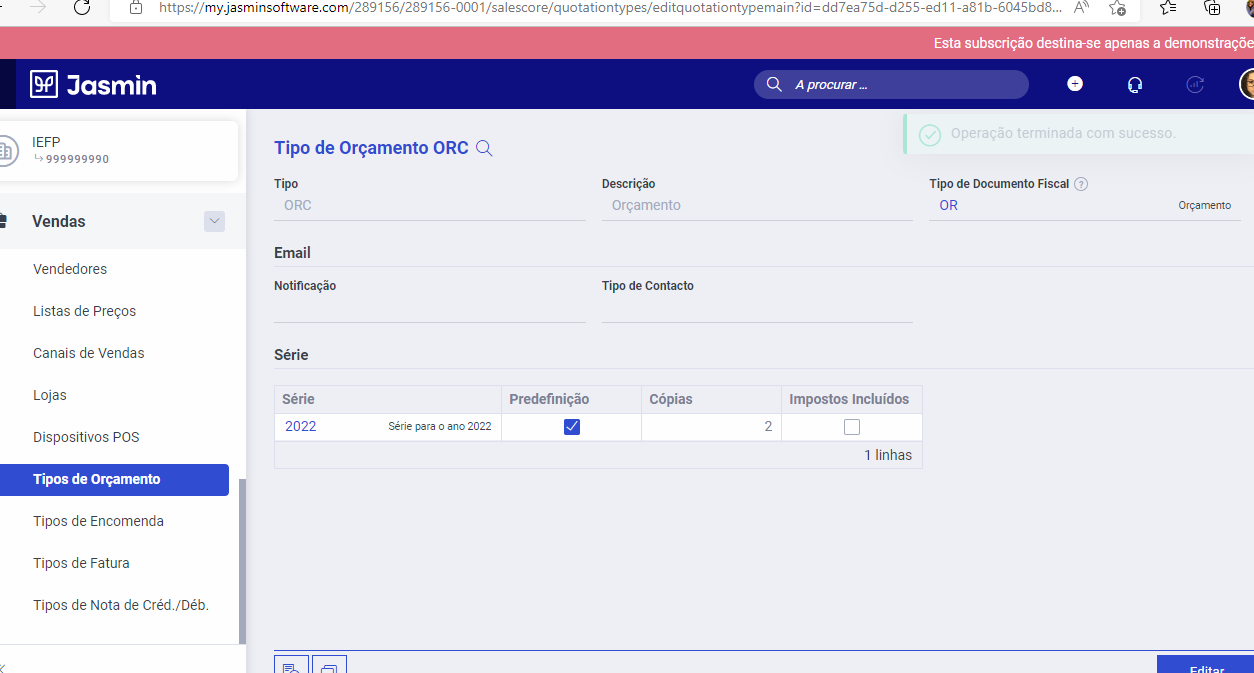 https://my.jasminsoftware.com/289156/289156-0001/salescore/quotationtypes/editquotationtypemain?id=dd7ea75d-d255-ed11-a81b-6045bd8...
Esta subscrição destina-se apenas a demonstraçõe
Jasmin
A procurar ...
IEFP
999999990
Operação terminada com sucesso.
Tipo de Orçamento ORC
Tipo
Descrição
Tipo de Documento Fiscal ?
ORC
Orçamento
OR
Orçamento
Vendas
Vendedores
Listas de Preços
Canais de Vendas
Lojas
Dispositivos POS
Tipos de Orçamento
Tipos de Encomenda
Tipos de Fatura
Tipos de Nota de Créd./Déb.
Email
Notificação
Tipo de Contacto
Série
Série Predefinição Cópias Impostos Incluídos
2022 Série para o ano 2022 2
1 linhas
Editar